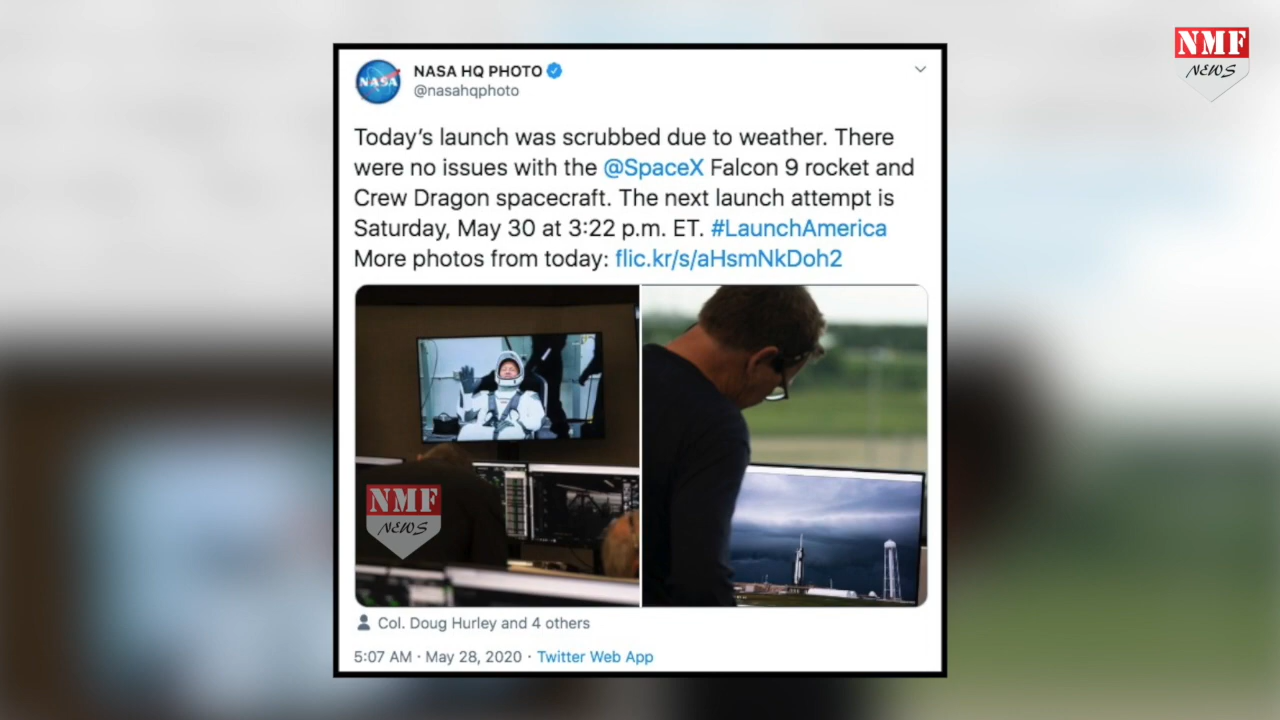 NMF
NEWS
NASA HQ PHOTO
@nasahqphoto
NASA
Today's launch was scrubbed due to weather. There
were no issues with the @SpaceX Falcon 9 rocket and
Crew Dragon spacecraft. The next launch attempt is
Saturday, May 30 at 3:22 p.m. ET. #LaunchAmerica
More photos from today: flic.kr/s/aHsmNkDoh2
NMF
NEWS
Col. Doug Hurley and 4 others
5:07 AM · May 28, 2020 · Twitter Web App